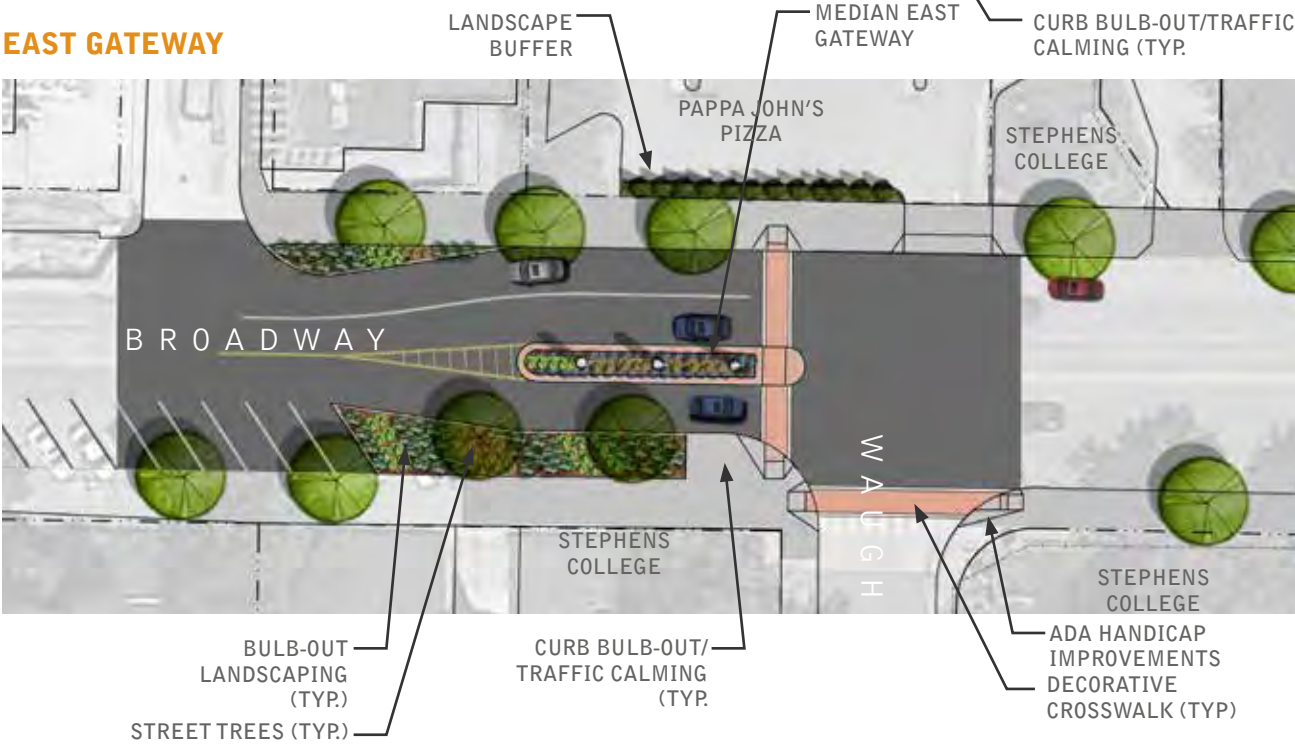 EAST GATEWAY
LANDSCAPE
BUFFER
MEDIAN EAST
GATEWAY
CURB BULB-OUT/TRAFFIC
CALMING (TYP.
PAPPA JOHN'S
PIZZA
STEPHENS
COLLEGE
BROADWAY
WAUGH
STEPHENS
COLLEGE
STEPHENS
COLLEGE
BULB-OUT
LANDSCAPING
(TYP.)
STREET TREES (TYP.)
CURB BULB-OUT/
TRAFFIC CALMING
(TYP.
ADA HANDICAP
IMPROVEMENTS
DECORATIVE
CROSSWALK (TYP)